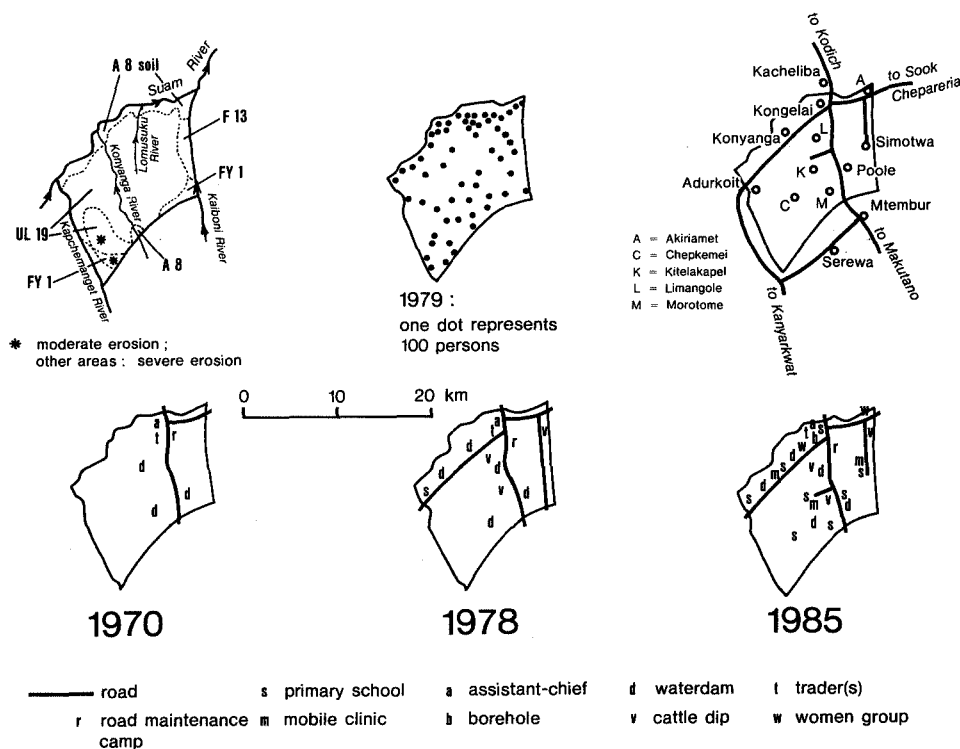 A 8 soil
Suam River
F 13
Lomusuku River
Konyanga River
FY 1
UL 19
Kaiboni River
FY 1
Kapchemanget River
A 8
* moderate erosion ;
other areas : severe erosion
1979 :
one dot represents
100 persons
to Kodich
Kacheliba
A
to Sook
Chepareria
Kongelai
Konyanga
L
Simotwa
K
Poole
Adurkoit
C
M
Mtembur
to Makutano
Serewa
to Kanyarkwat
A = Akiriamet
C = Chepkemei
K = Kitelakapel
L = Limangole
M = Morotome
0 10 20 km
a
t r
d
d
d
1970
a
t
r
v
d
v
d
d
d
v
s
d
d
1978
w
a
t s
w b
r
v
d
s
v d
m
d
s
m
s
s
m
v
s
d
d
s
s
1985
road
s primary school
a assistant-chief
d waterdam
t trader(s)
r road maintenance
camp
m mobile clinic
b borehole
v cattle dip
w women group